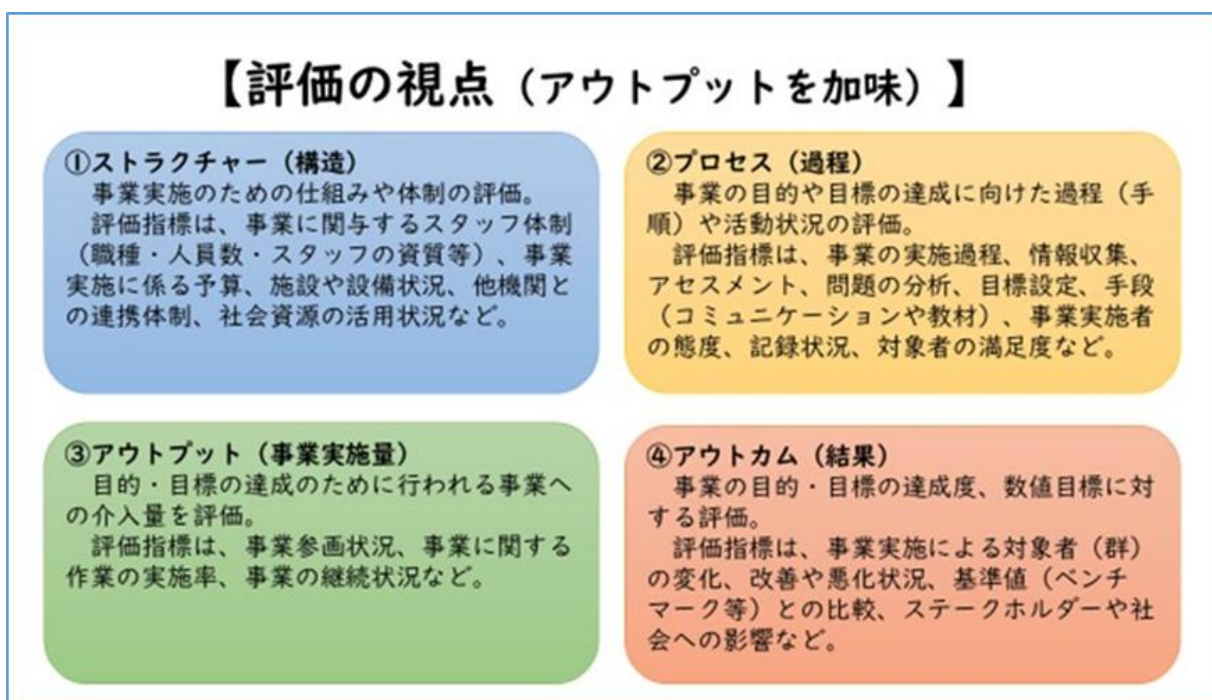 【評価の視点（アウトプットを加味）】
①ストラクチャー（構造）
事業実施のための仕組みや体制の評価。
評価指標は、事業に関与するスタッフ体制
（職種・人員数・スタッフの資質等）、事業
実施に係る予算、施設や設備状況、他機関と
の連携体制、社会資源の活用状況など。
②プロセス（過程）
事業の目的や目標の達成に向けた過程（手
順）や活動状況の評価。
評価指標は、事業の実施過程、情報収集、
アセスメント、問題の分析、目標設定、手段
（コミュニケーションや教材）、事業実施者
の態度、記録状況、対象者の満足度など。
③アウトプット（事業実施量）
目的・目標の達成のために行われる事業へ
の介入量を評価。
評価指標は、事業参画状況、事業に関する
作業の実施率、事業の継続状況など。
④アウトカム（結果）
事業の目的・目標の達成度、数値目標に対
する評価。
評価指標は、事業実施による対象者（群）
の変化、改善や悪化状況、基準値（ベンチ
マーク等）との比較、ステークホルダーや社
会への影響など。